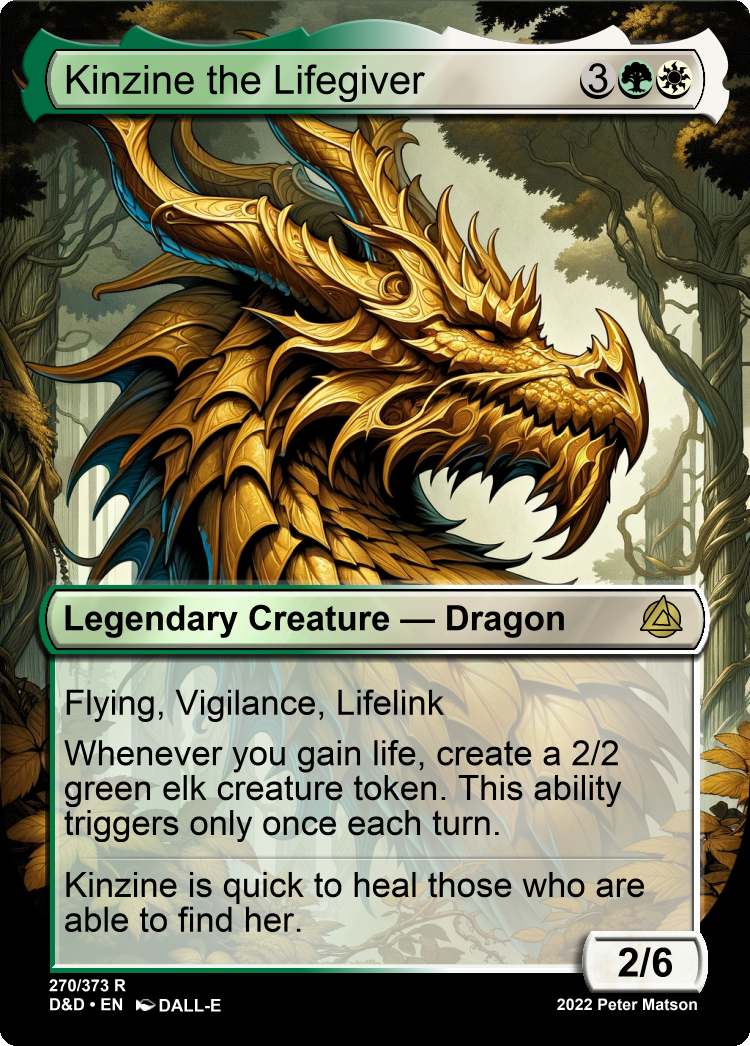 Kinzine the Lifegiver 3
Legendary Creature — Dragon
Flying, Vigilance, Lifelink
Whenever you gain life, create a 2/2
green elk creature token. This ability
triggers only once each turn.
Kinzine is quick to heal those who are
able to find her.
2/6
270/373 R
D&D • EN DALL-E
2022 Peter Matson